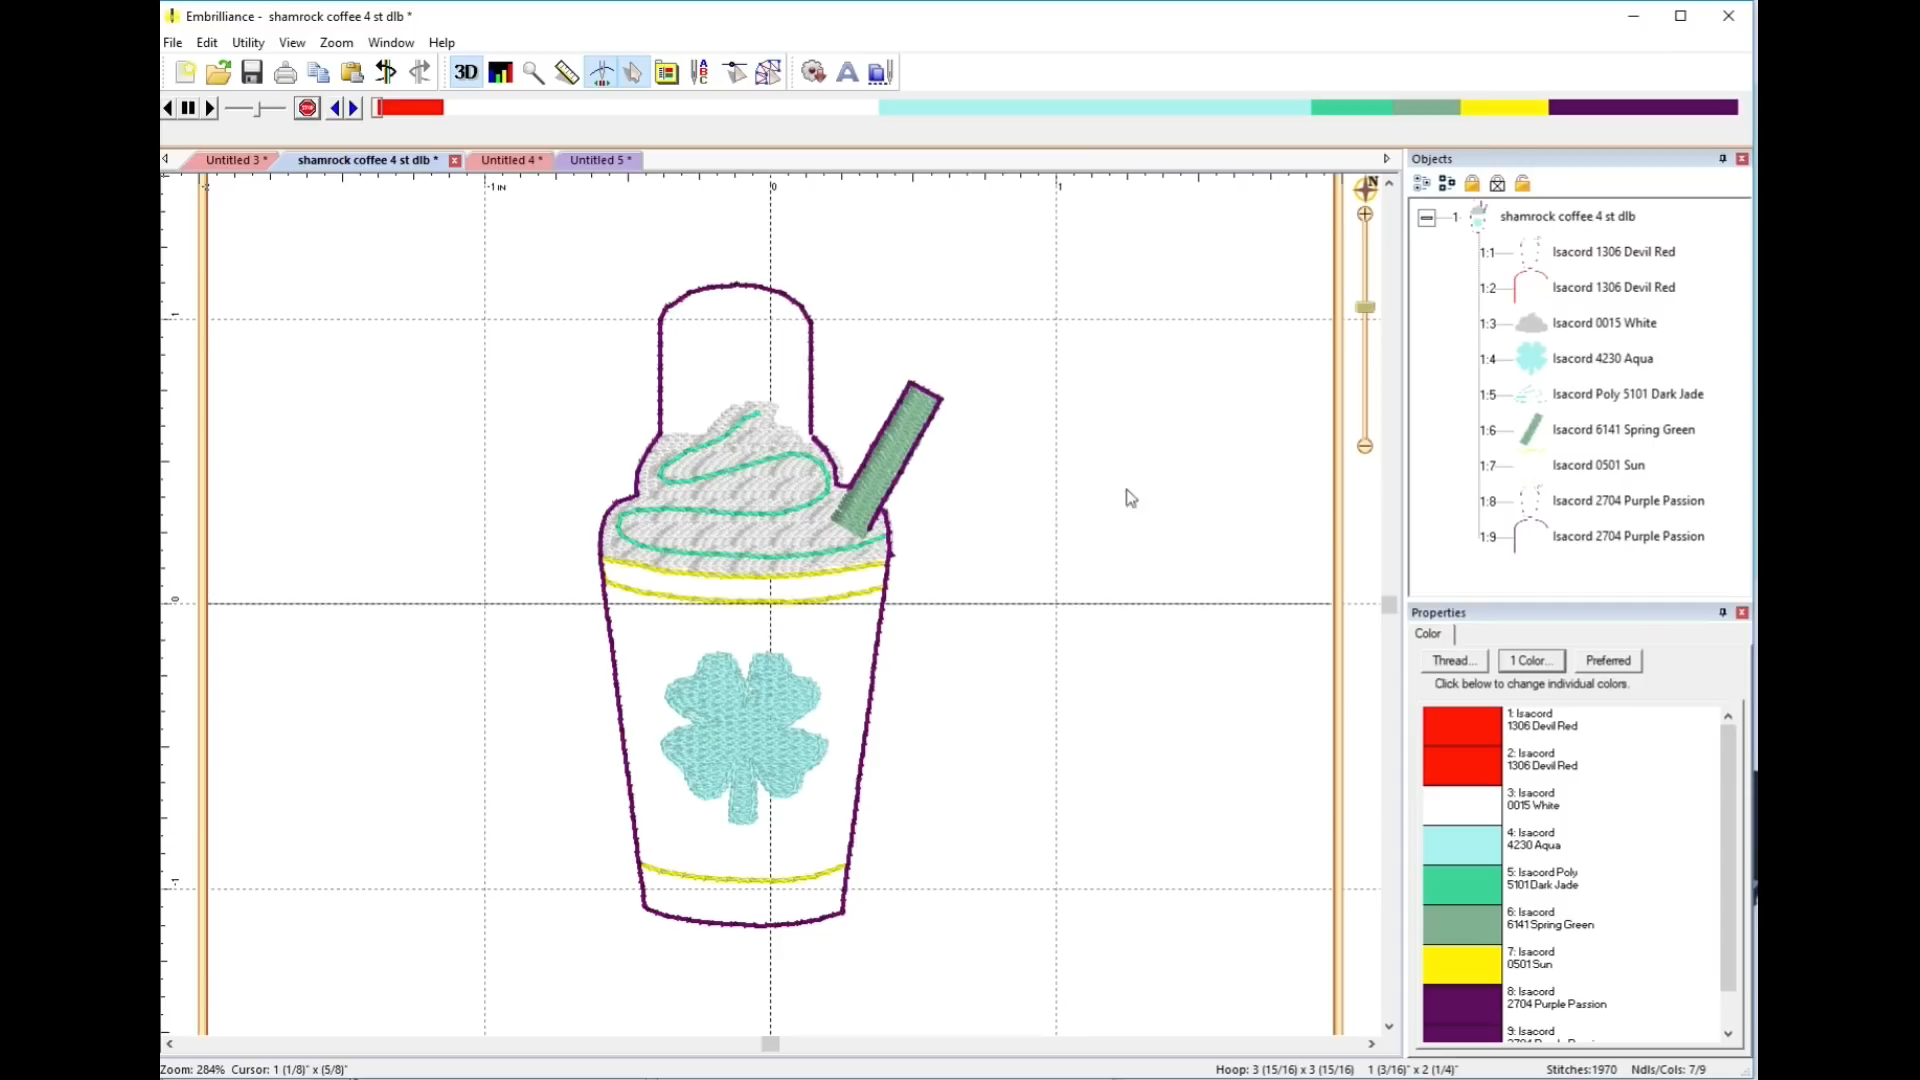 Embrilliance - shamrock coffee 4 st dlb *
File Edit Utility View Zoom Window Help
3D
ABC
A
STOP
Untitled 3 * shamrock coffee 4 st dlb * Untitled 4 * Untitled 5 *
-1 IN 0 1
N
1
0
-1
Objects
1 shamrock coffee 4 st dlb
1:1 Isacord 1306 Devil Red
1:2 Isacord 1306 Devil Red
1:3 Isacord 0015 White
1:4 Isacord 4230 Aqua
1:5 Isacord Poly 5101 Dark Jade
1:6 Isacord 6141 Spring Green
1:7 Isacord 0501 Sun
1:8 Isacord 2704 Purple Passion
1:9 Isacord 2704 Purple Passion
Properties
Color
Thread... 1 Color... Preferred
Click below to change individual colors.
1: Isacord
1306 Devil Red
2: Isacord
1306 Devil Red
3: Isacord
0015 White
4: Isacord
4230 Aqua
5: Isacord Poly
5101 Dark Jade
6: Isacord
6141 Spring Green
7: Isacord
0501 Sun
8: Isacord
2704 Purple Passion
9: Isacord
Zoom: 284% Cursor: 1 (1/8)" x (5/8)" Hoop: 3 (15/16) x 3 (15/16) 1 (3/16)" x 2 (1/4)" Stitches:1970 Ndls/Cols: 7/9